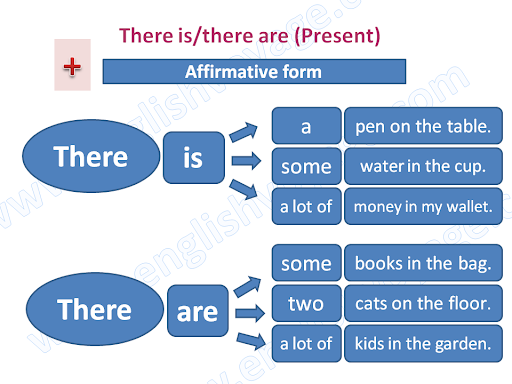 There is/there are (Present)
+
Affirmative form
There is
a pen on the table.
some water in the cup.
a lot of money in my wallet.
There are
some books in the bag.
two cats on the floor.
a lot of kids in the garden.